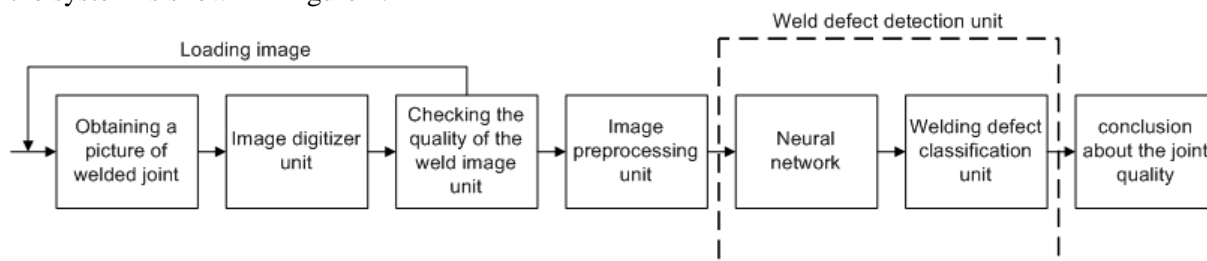 Weld defect detection unit
Loading image
Obtaining a
picture of
welded joint
Image digitizer
unit
Checking the
quality of the
weld image
unit
Image
preprocessing
unit
Neural
network
Welding defect
classification
unit
conclusion
about the joint
quality